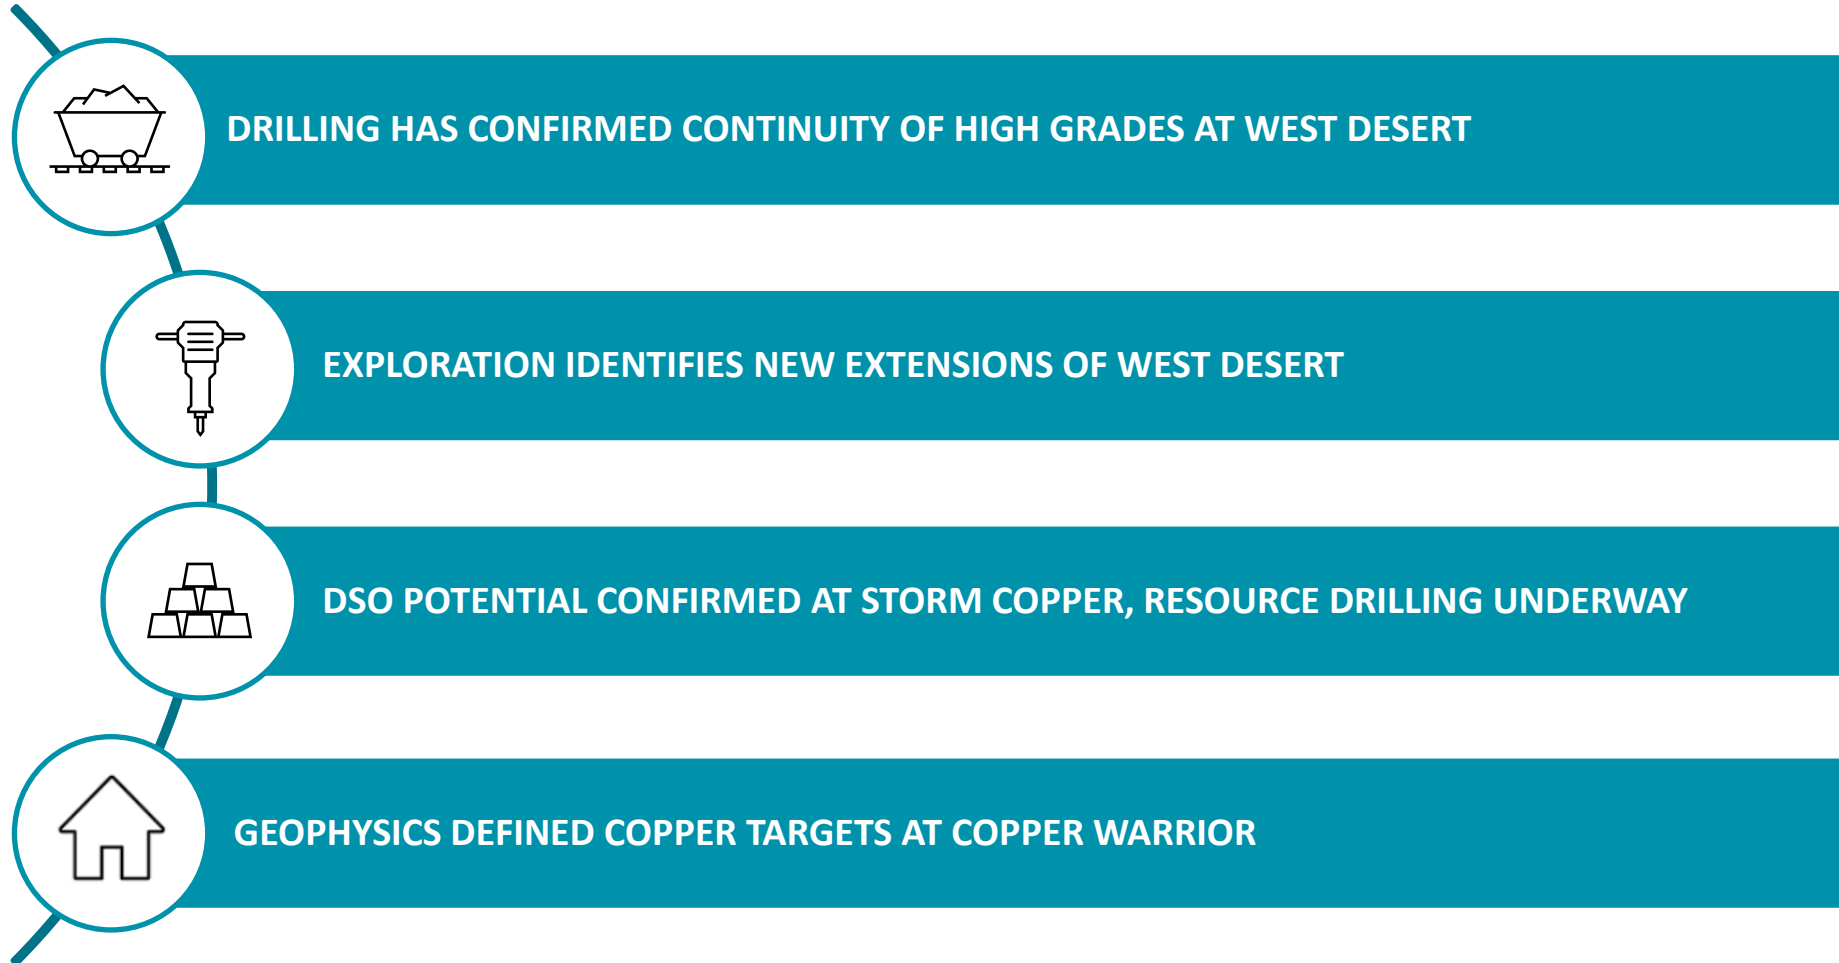 DRILLING HAS CONFIRMED CONTINUITY OF HIGH GRADES AT WEST DESERT
EXPLORATION IDENTIFIES NEW EXTENSIONS OF WEST DESERT
DSO POTENTIAL CONFIRMED AT STORM COPPER, RESOURCE DRILLING UNDERWAY
GEOPHYSICS DEFINED COPPER TARGETS AT COPPER WARRIOR